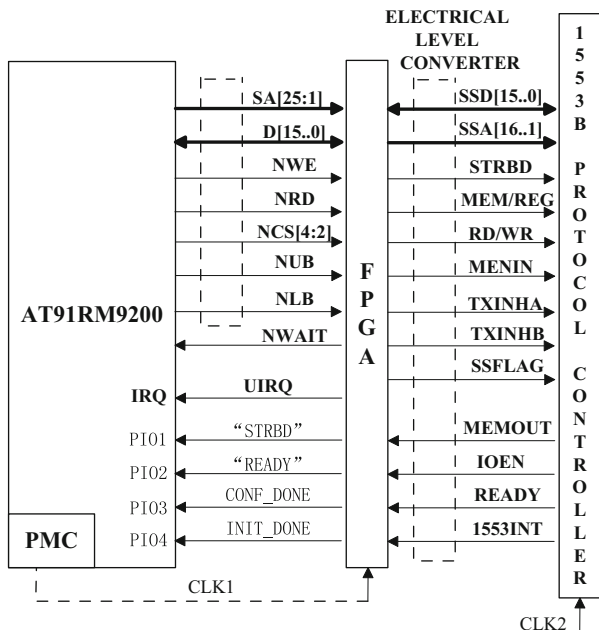 ELECTRICAL
LEVEL
CONVERTER
AT91RM9200
SA[25:1]
D[15..0]
NWE
NRD
NCS[4:2]
NUB
NLB
NWAIT
IRQ
UIRQ
PIO1
“STRBD”
PIO2
“READY”
PIO3
CONF_DONE
PIO4
INIT_DONE
PMC
CLK1
FPGA
SSD[15..0]
SSA[16..1]
STRBD
MEM/REG
RD/WR
MENIN
TXINHA
TXINHB
SSFLAG
MEMOUT
IOEN
READY
1553INT
1553B PROTOCOL CONTROLLER
CLK2